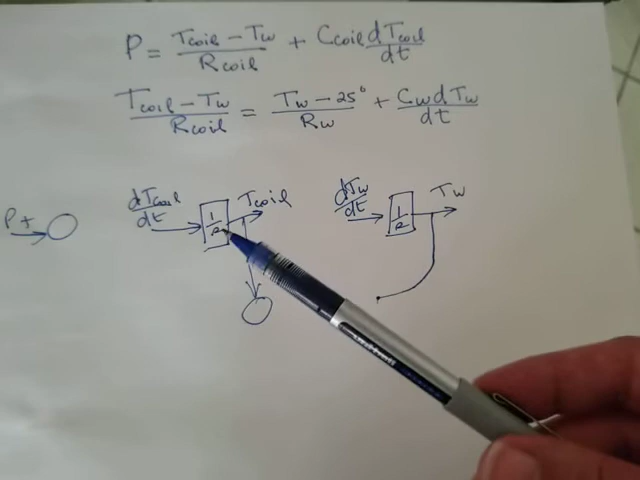 P = (Tcoil - Tw)/Rcoil + Ccoil dTcoil/dt
(Tcoil - Tw)/Rcoil = (Tw - 25°)/Rw + Cw dTw/dt
dTcoil/dt 1/s Tcoil dTw/dt 1/s Tw
P +